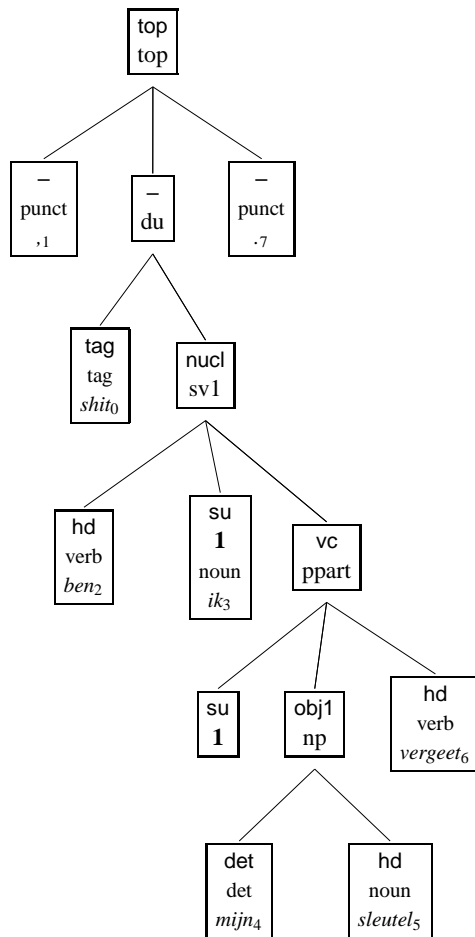 top
top
–
punct
,1
–
du
–
punct
.7
tag
tag
shit0
nucl
sv1
hd
verb
ben2
su
1
noun
ik3
vc
ppart
su
1
obj1
np
hd
verb
vergeet6
det
det
mijn4
hd
noun
sleutel5